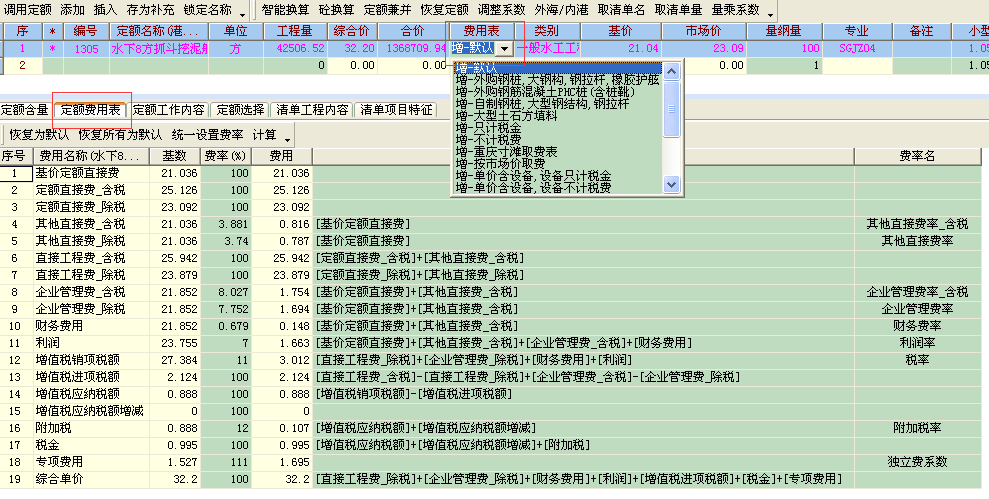 调用定额 添加 插入 存为补充 锁定名称 智能换算 砼换算 定额兼并 恢复定额 调整系数 外海/内港 取清单名 取清单量 量乘系数
序 * 编号 定额名称(港... 单位 工程量 综合价 合价 费用表 类别 基价 市场价 量纲量 专业 备注 小型
1 * 1305 水下8方抓斗挖泥船 方 42506.52 32.20 1368709.94 增-默认 一般水工工程 21.04 23.09 100 SGJZ04 1.05
2 0 0.00 0.00 0.00 1 1.05
增-默认
增-外购钢桩,大钢构,钢拉杆,橡胶护舷
增-外购钢筋混凝土PHC桩(含桩靴)
增-自制钢桩,大型钢结构,钢拉杆
增-大型土石方填料
增-只计税金
增-不计税费
增-重庆寸滩取费表
增-按市场价取费
增-单价含设备,设备只计税金
增-单价含设备,设备不计税费
定额含量 定额费用表 定额工作内容 定额选择 清单工程内容 清单项目特征
恢复为默认 恢复所有为默认 统一设置费率 计算
序号 费用名称(水下8... 基数 费率(%) 费用 费率名
1 基价定额直接费 21.036 100 21.036
2 定额直接费_含税 25.126 100 25.126
3 定额直接费_除税 23.092 100 23.092
4 其他直接费_含税 21.036 3.881 0.816 [基价定额直接费] 其他直接费率_含税
5 其他直接费_除税 21.036 3.74 0.787 [基价定额直接费] 其他直接费率
6 直接工程费_含税 25.942 100 25.942 [定额直接费_含税]+[其他直接费_含税]
7 直接工程费_除税 23.879 100 23.879 [定额直接费_除税]+[其他直接费_除税]
8 企业管理费_含税 21.852 8.027 1.754 [基价定额直接费]+[其他直接费_含税] 企业管理费率_含税
9 企业管理费_除税 21.852 7.752 1.694 [基价定额直接费]+[其他直接费_含税] 企业管理费率
10 财务费用 21.852 0.679 0.148 [基价定额直接费]+[其他直接费_含税] 财务费率
11 利润 23.755 7 1.663 [基价定额直接费]+[其他直接费_含税]+[企业管理费_含税]+[财务费用] 利润率
12 增值税销项税额 27.384 11 3.012 [直接工程费_除税]+[企业管理费_除税]+[财务费用]+[利润] 税率
13 增值税进项税额 2.124 100 2.124 [直接工程费_含税]-[直接工程费_除税]+[企业管理费_含税]-[企业管理费_除税]
14 增值税应纳税额 0.888 100 0.888 [增值税销项税额]-[增值税进项税额]
15 增值税应纳税额增减 0 100 0
16 附加税 0.888 12 0.107 [增值税应纳税额]+[增值税应纳税额增减] 附加税率
17 税金 0.995 100 0.995 [增值税应纳税额]+[增值税应纳税额增减]+[附加税]
18 专项费用 1.527 111 1.695 独立费系数
19 综合单价 32.2 100 32.2 [直接工程费_除税]+[企业管理费_除税]+[财务费用]+[利润]+[增值税进项税额]+[税金]+[专项费用]